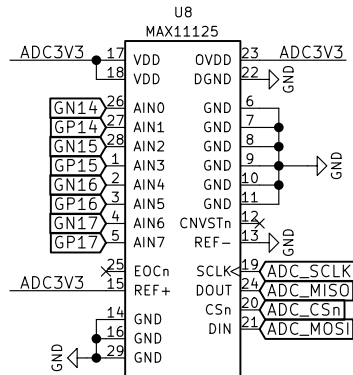 U8
MAX11125
ADC3V3 17 VDD OVDD 23 ADC3V3
18 VDD DGND 22 GND
GN14 26 AIN0 GND 6
GP14 27 AIN1 GND 7
GN15 28 AIN2 GND 8
GP15 1 AIN3 GND 9 GND
GN16 2 AIN4 GND 10
GP16 3 AIN5 GND 11
GN17 4 AIN6 CNVSTn 12
GP17 5 AIN7 REF- 13 GND
25 EOCn SCLK 19 ADC_SCLK
ADC3V3 15 REF+ DOUT 24 ADC_MISO
CSn 20 ADC_CSn
14 GND DIN 21 ADC_MOSI
16 GND
GND 29 GND